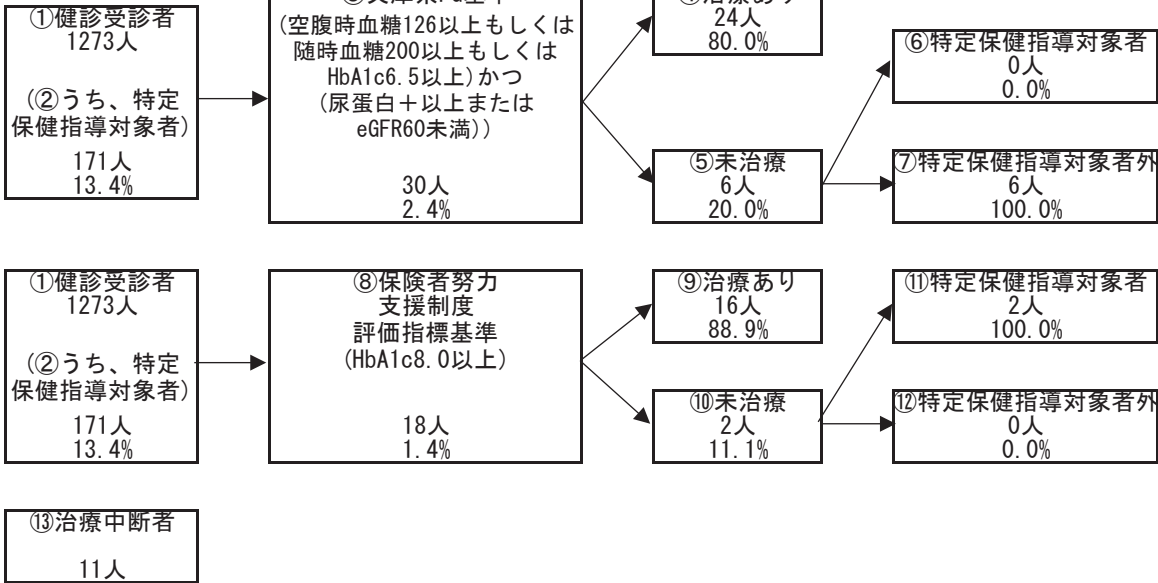 ①健診受診者
1273人
(②うち、特定
保健指導対象者)
171人
13.4%
(空腹時血糖126以上もしくは
随時血糖200以上もしくは
HbA1c6.5以上)かつ
(尿蛋白+以上または
eGFR60未満))
30人
2.4%
24人
80.0%
⑤未治療
6人
20.0%
⑥特定保健指導対象者
0人
0.0%
⑦特定保健指導対象者外
6人
100.0%
①健診受診者
1273人
(②うち、特定
保健指導対象者)
171人
13.4%
⑧保険者努力
支援制度
評価指標基準
(HbA1c8.0以上)
18人
1.4%
⑨治療あり
16人
88.9%
⑩未治療
2人
11.1%
⑪特定保健指導対象者
2人
100.0%
⑫特定保健指導対象者外
0人
0.0%
⑬治療中断者
11人